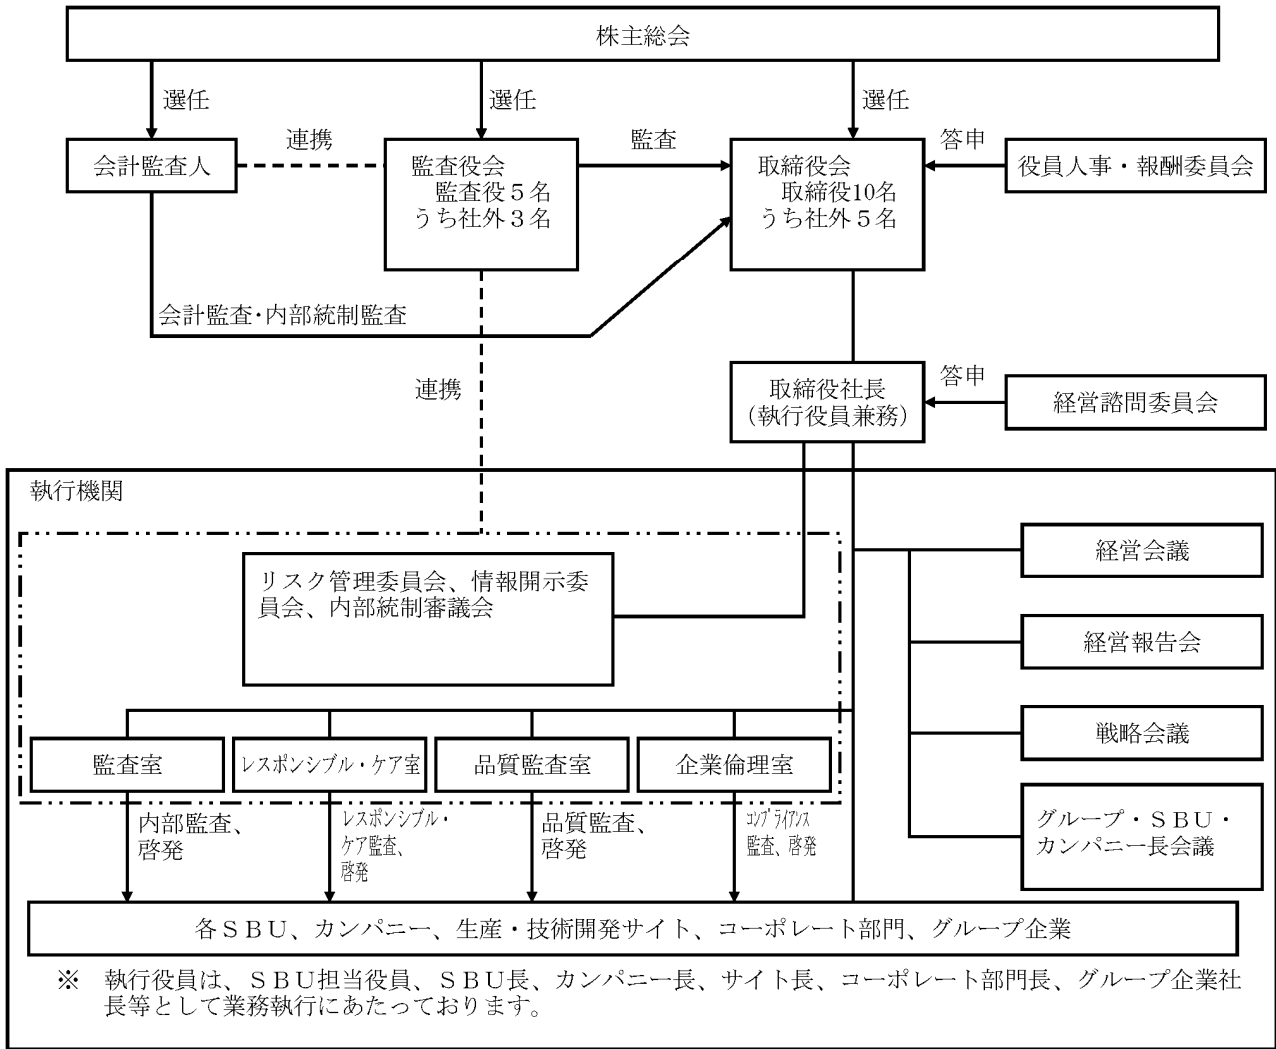 株主総会
選任
選任
選任
会計監査人
連携
監査役会
監査役５名
うち社外３名
監査
取締役会
取締役10名
うち社外５名
答申
役員人事・報酬委員会
会計監査･内部統制監査
連携
取締役社長
（執行役員兼務）
答申
経営諮問委員会
執行機関
リスク管理委員会、情報開示委
員会、内部統制審議会
経営会議
経営報告会
戦略会議
グループ・ＳＢＵ・
カンパニー長会議
監査室
レスポンシブル・ケア室
品質監査室
企業倫理室
内部監査、
啓発
レスポンシブル・
ケア監査、
啓発
品質監査、
啓発
ｺﾝﾌﾟﾗｲｱﾝｽ
監査、啓発
各ＳＢＵ、カンパニー、生産・技術開発サイト、コーポレート部門、グループ企業
※　執行役員は、ＳＢＵ担当役員、ＳＢＵ長、カンパニー長、サイト長、コーポレート部門長、グループ企業社
長等として業務執行にあたっております。